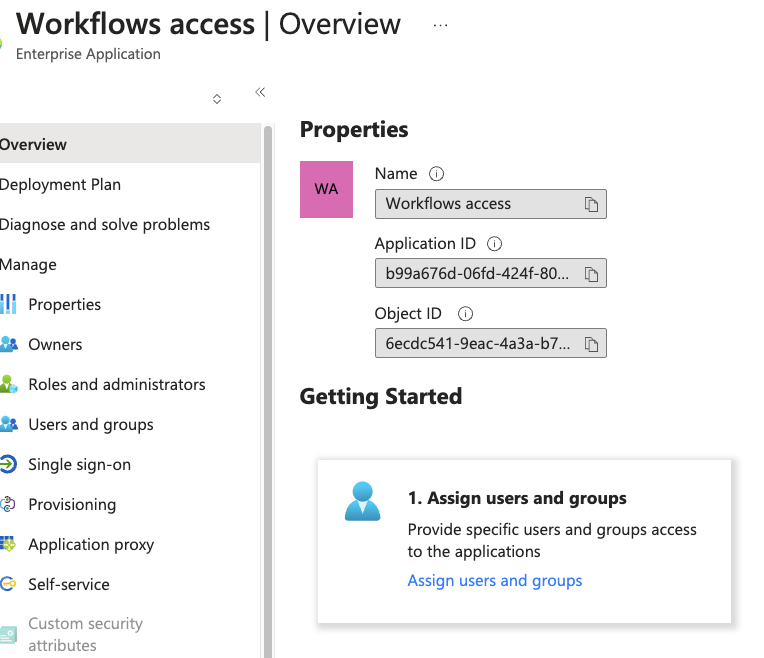 Workflows access | Overview ...
Enterprise Application
Overview
Deployment Plan
Diagnose and solve problems
Manage
Properties
Owners
Roles and administrators
Users and groups
Single sign-on
Provisioning
Application proxy
Self-service
Custom security
attributes
Properties
WA
Name
Workflows access
Application ID
b99a676d-06fd-424f-80...
Object ID
6ecdc541-9eac-4a3a-b7...
Getting Started
1. Assign users and groups
Provide specific users and groups access
to the applications
Assign users and groups